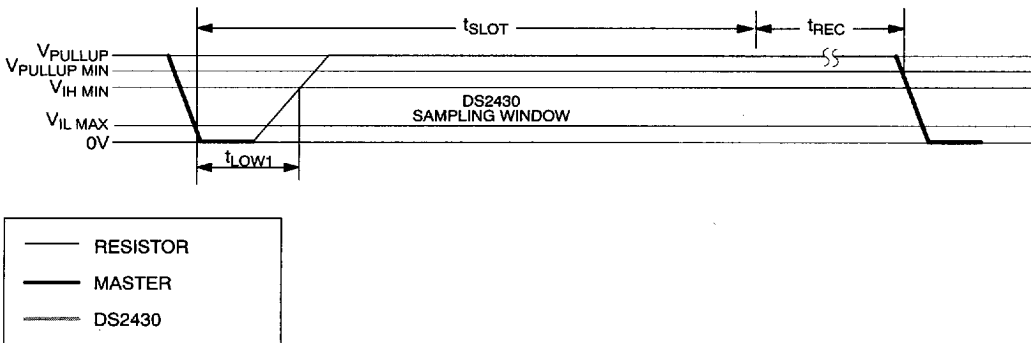 tSLOT
tREC
VPULLUP
VPULLUP MIN
VIH MIN
VIL MAX
0V
DS2430
SAMPLING WINDOW
tLOW1
RESISTOR
MASTER
DS2430